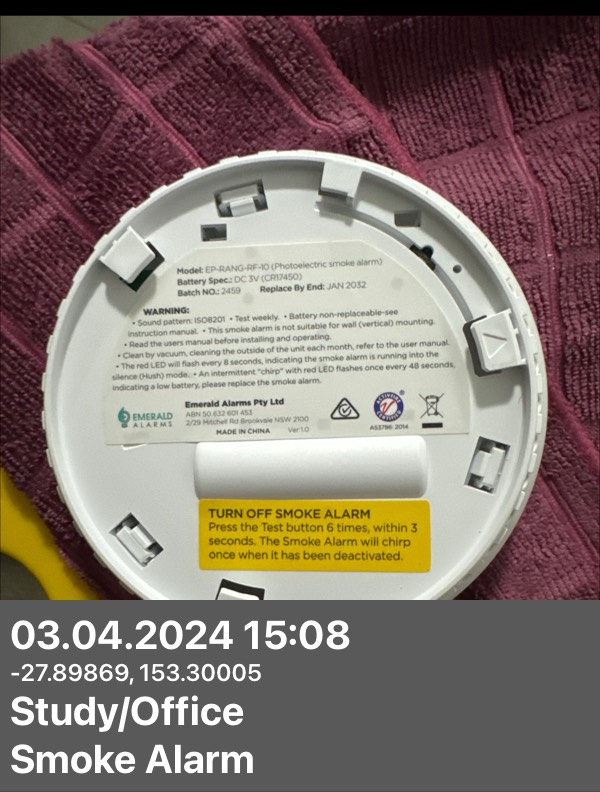 Model: EP-RANG-RF-10 (Photoelectric smoke alarm)
Battery Spec.: DC 3V (CR17450)
Batch NO.: 2459 Replace By End: JAN 2032
WARNING:
• Sound pattern: ISO8201 • Test weekly. • Battery non-replaceable-see
instruction manual. • This smoke alarm is not suitable for wall (vertical) mounting.
• Read the users manual before installing and operating.
• Clean by vacuum, cleaning the outside of the unit each month, refer to the user manual.
• The red LED will flash every 8 seconds, indicating the smoke alarm is running into the
silence (Hush) mode. • An intermittent "chirp" with red LED flashes once every 48 seconds,
indicating a low battery, please replace the smoke alarm.
EMERALD
ALARMS
Emerald Alarms Pty Ltd
ABN 50 632 601 453
2/29 Mitchell Rd Brookvale NSW 2100
MADE IN CHINA Ver 1.0
ACTIVFIRE
AS3786: 2014
TURN OFF SMOKE ALARM
Press the Test button 6 times, within 3
seconds. The Smoke Alarm will chirp
once when it has been deactivated.
03.04.2024 15:08
-27.89869, 153.30005
Study/Office
Smoke Alarm